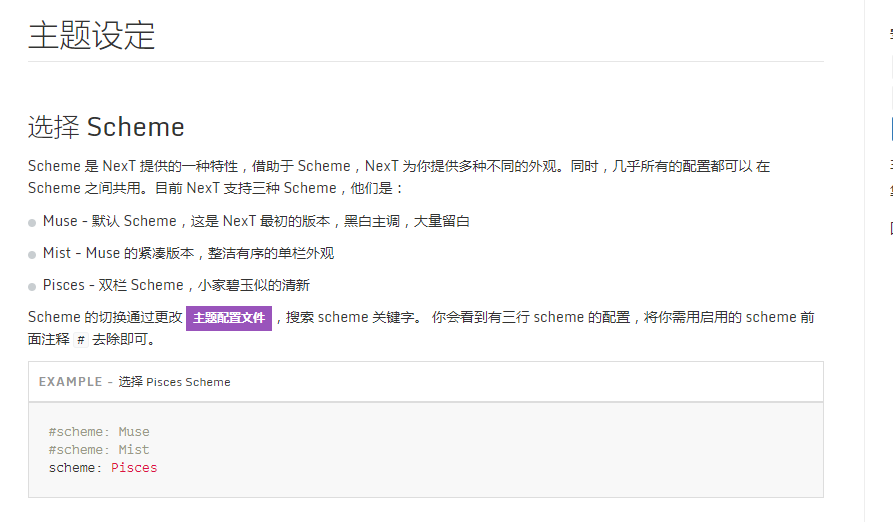 主题设定
选择 Scheme
Scheme 是 NexT 提供的一种特性，借助于 Scheme，NexT 为你提供多种不同的外观。同时，几乎所有的配置都可以 在
Scheme 之间共用。目前 NexT 支持三种 Scheme，他们是：
Muse - 默认 Scheme，这是 NexT 最初的版本，黑白主调，大量留白
Mist - Muse 的紧凑版本，整洁有序的单栏外观
Pisces - 双栏 Scheme，小家碧玉似的清新
Scheme 的切换通过更改 主题配置文件，搜索 scheme 关键字。 你会看到有三行 scheme 的配置，将你需用启用的 scheme 前
面注释 # 去除即可。
EXAMPLE - 选择 Pisces Scheme
#scheme: Muse
#scheme: Mist
scheme: Pisces